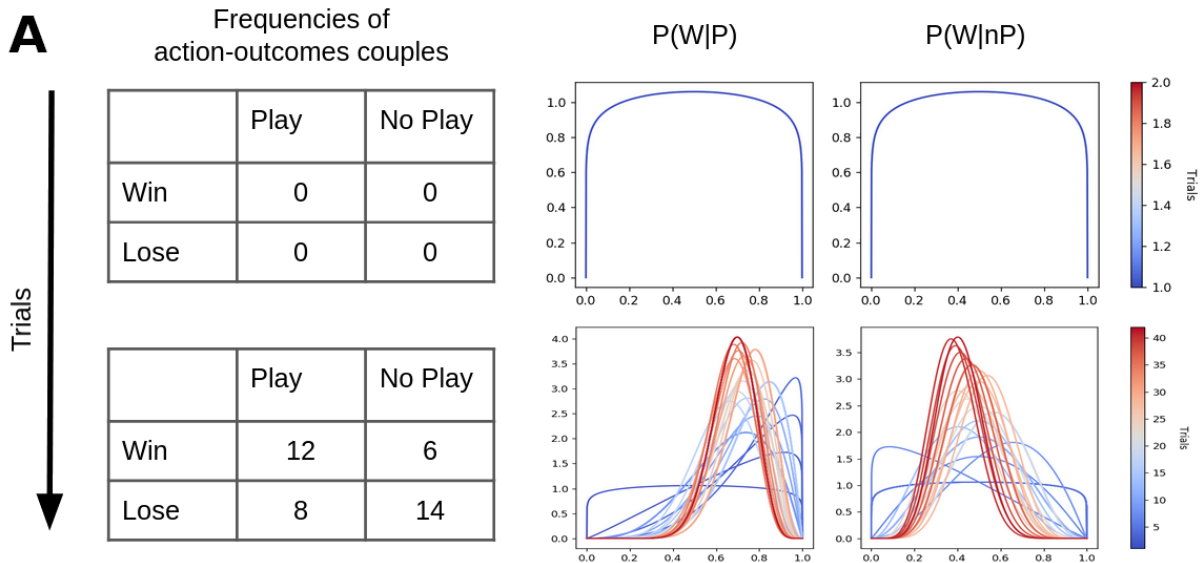 A
Frequencies of
action-outcomes couples
P(W|P)
P(W|nP)
Trials
Play No Play
Win 0 0
Lose 0 0
Play No Play
Win 12 6
Lose 8 14
1.0
0.8
0.6
0.4
0.2
0.0
0.0 0.2 0.4 0.6 0.8 1.0
1.0
0.8
0.6
0.4
0.2
0.0
0.0 0.2 0.4 0.6 0.8 1.0
2.0
1.8
1.6
1.4
1.2
1.0
Trials
4.0
3.5
3.0
2.5
2.0
1.5
1.0
0.5
0.0
0.0 0.2 0.4 0.6 0.8 1.0
3.5
3.0
2.5
2.0
1.5
1.0
0.5
0.0
0.0 0.2 0.4 0.6 0.8 1.0
40
35
30
25
20
15
10
5
Trials